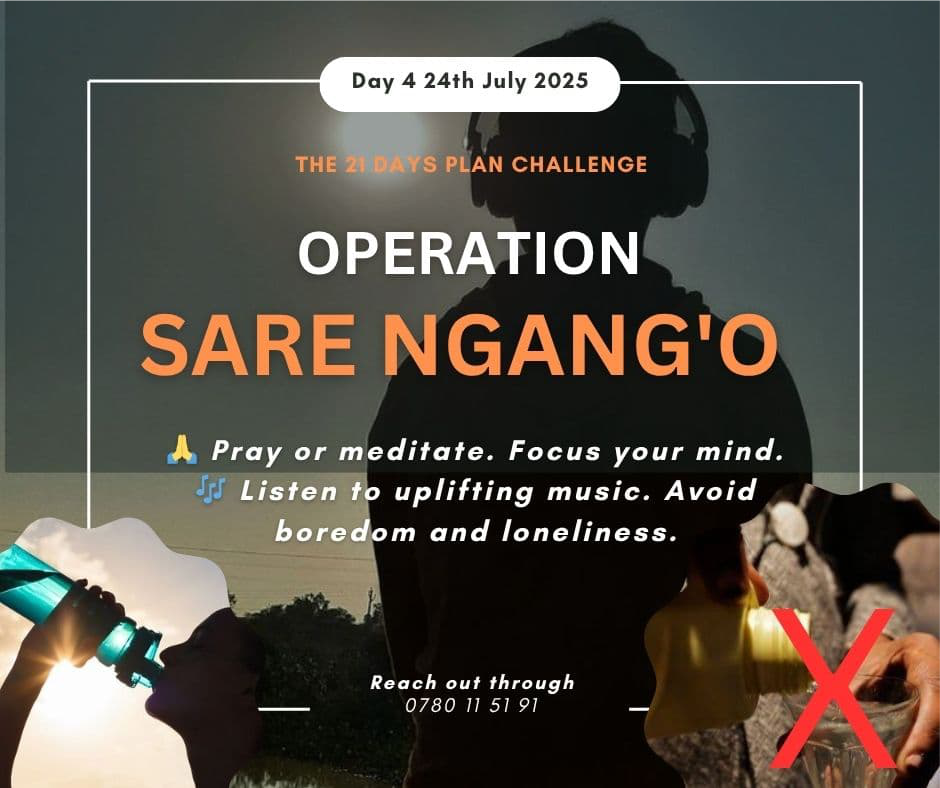 Day 4 24th July 2025
THE 21 DAYS PLAN CHALLENGE
OPERATION
SARE NGANG'O
🙏 Pray or meditate. Focus your mind.
🎶 Listen to uplifting music. Avoid
boredom and loneliness.
Reach out through
0780 11 51 91
X